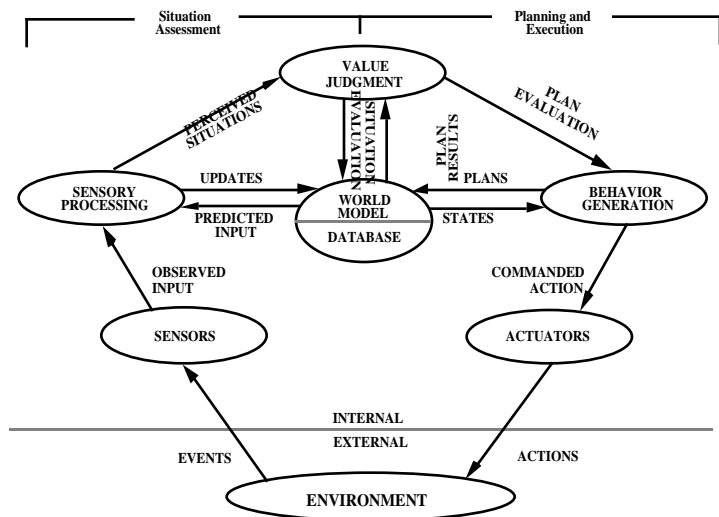 Situation
Assessment
Planning and
Execution
VALUE
JUDGMENT
PERCEIVED
SITUATIONS
SITUATION
EVALUATION
PLAN
RESULTS
PLAN
EVALUATION
SENSORY
PROCESSING
UPDATES
PREDICTED
INPUT
WORLD
MODEL
DATABASE
PLANS
STATES
BEHAVIOR
GENERATION
OBSERVED
INPUT
COMMANDED
ACTION
SENSORS
ACTUATORS
INTERNAL
EXTERNAL
EVENTS
ACTIONS
ENVIRONMENT